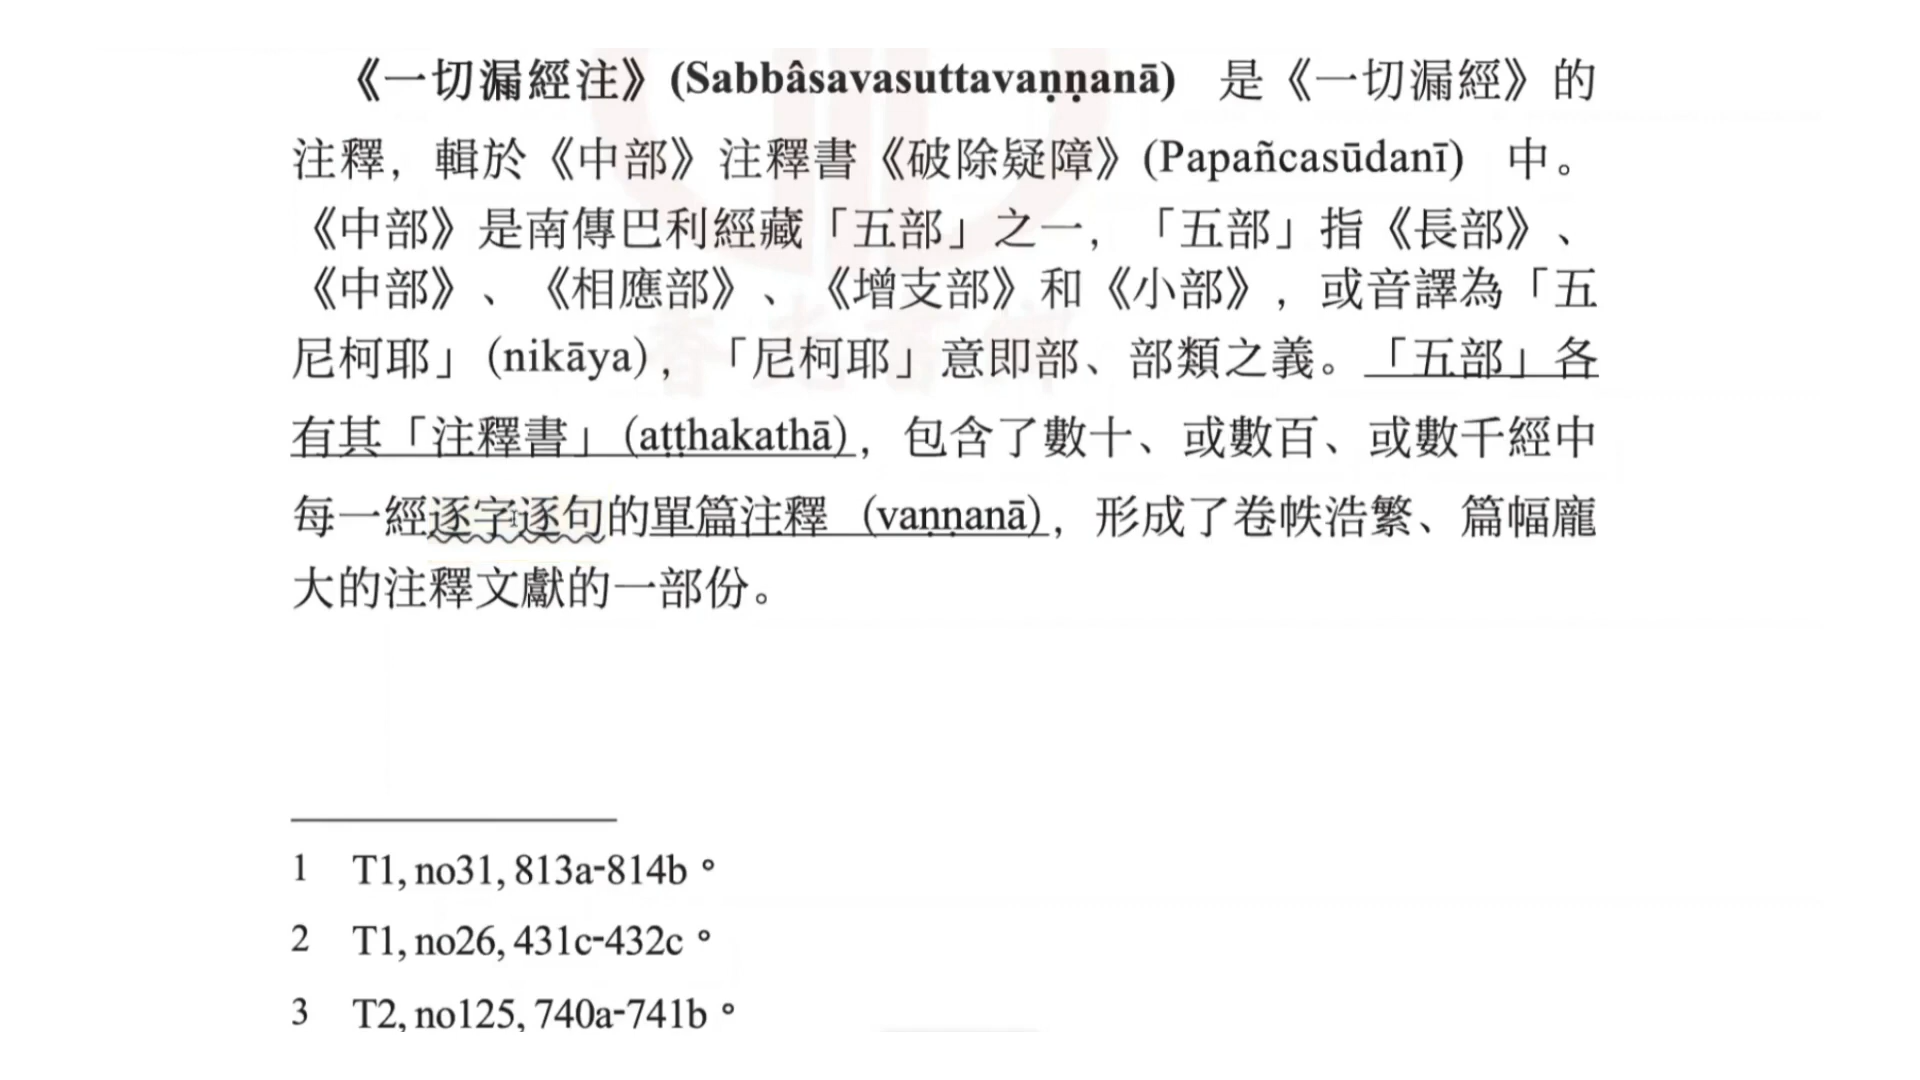 《一切漏經注》(Sabbâsavasuttavaṇṇanā) 是《一切漏經》的
注釋，輯於《中部》注釋書《破除疑障》(Papañcasūdanī) 中。
《中部》是南傳巴利經藏「五部」之一，「五部」指《長部》、
《中部》、《相應部》、《增支部》和《小部》，或音譯為「五
尼柯耶」(nikāya)，「尼柯耶」意即部、部類之義。「五部」各
有其「注釋書」(aṭṭhakathā)，包含了數十、或數百、或數千經中
每一經逐字逐句的單篇注釋 (vaṇṇanā)，形成了卷帙浩繁、篇幅龐
大的注釋文獻的一部份。
1 T1, no31, 813a-814b。
2 T1, no26, 431c-432c。
3 T2, no125, 740a-741b。